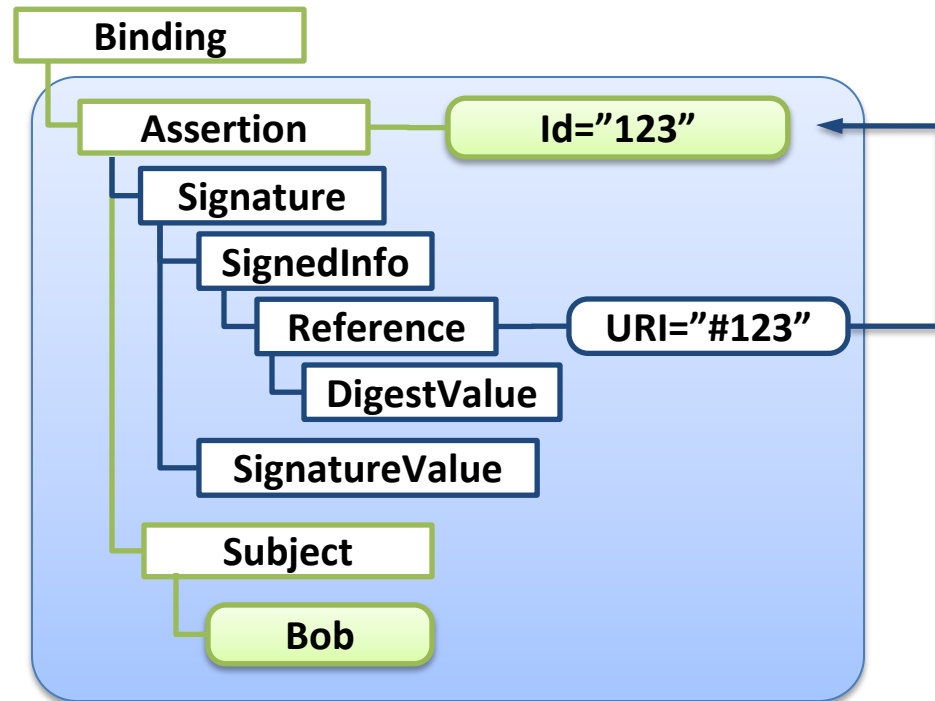 Binding
Assertion
Id=”123”
Signature
SignedInfo
Reference
URI=”#123”
DigestValue
SignatureValue
Subject
Bob